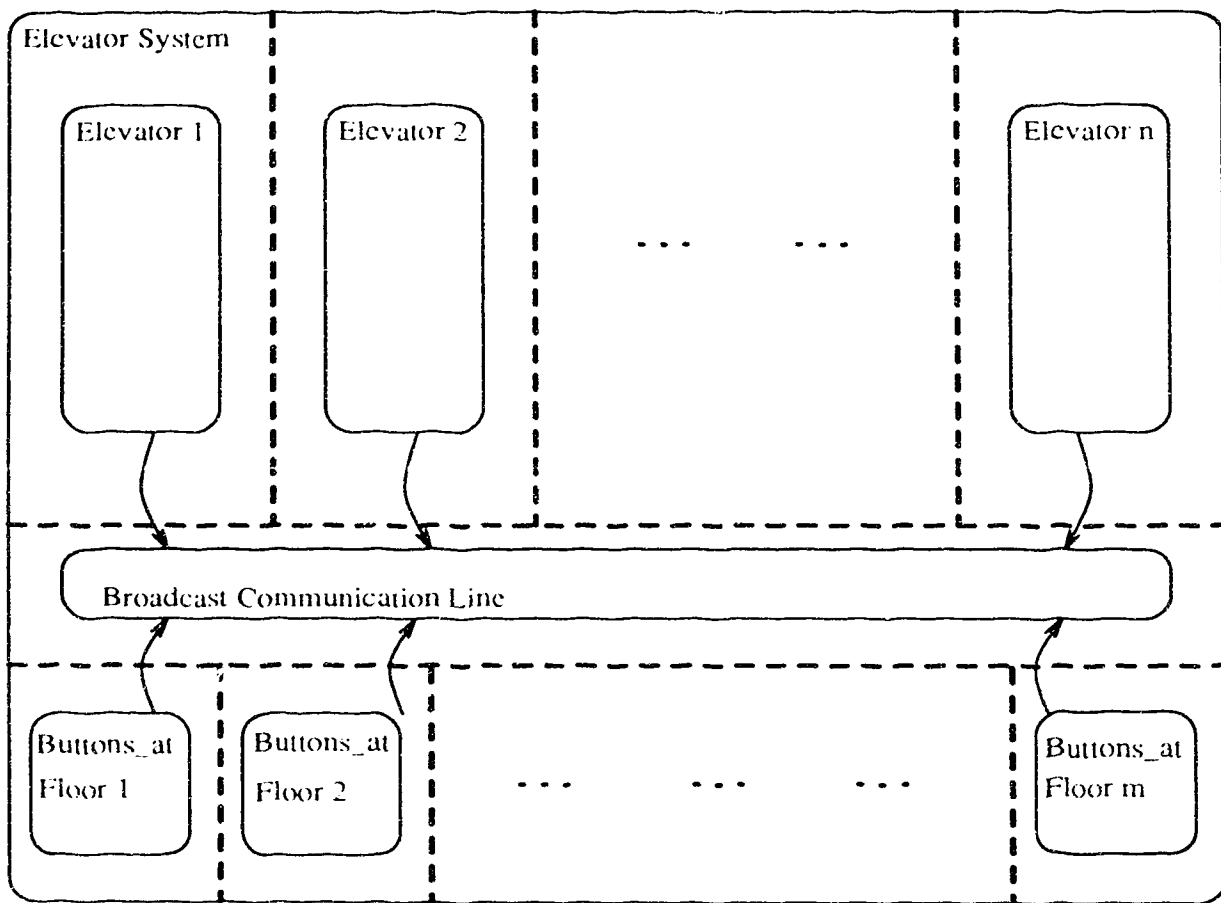 Elevator System
Elevator 1
Elevator 2
Elevator n
... ...
Broadcast Communication Line
Buttons_at
Floor 1
Buttons_at
Floor 2
... ... ...
Buttons_at
Floor m